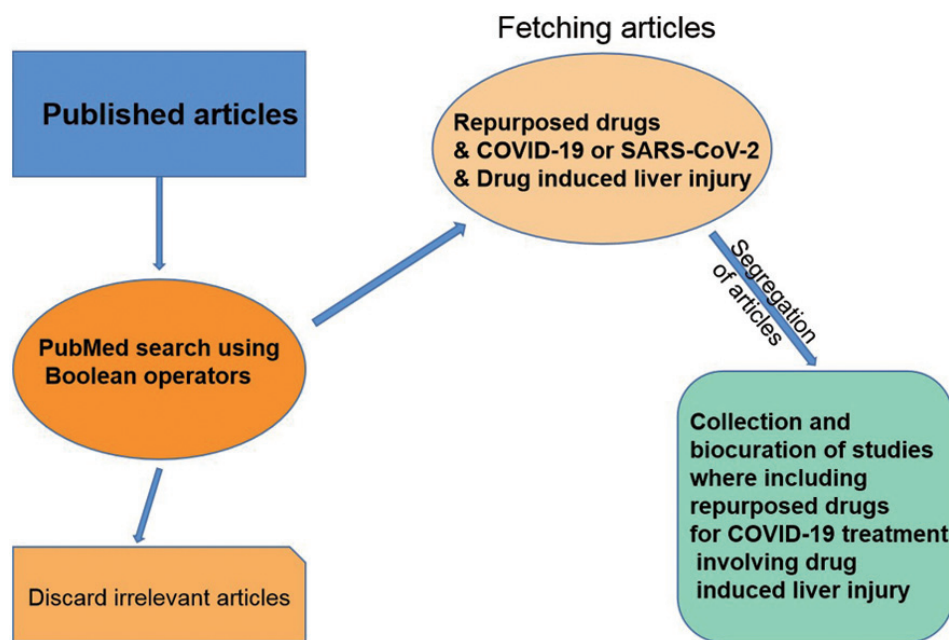 Fetching articles
Published articles
Repurposed drugs
& COVID-19 or SARS-CoV-2
& Drug induced liver injury
PubMed search using
Boolean operators
Segregation
of articles
Discard irrelevant articles
Collection and
biocuration of studies
where including
repurposed drugs
for COVID-19 treatment
involving drug
induced liver injury